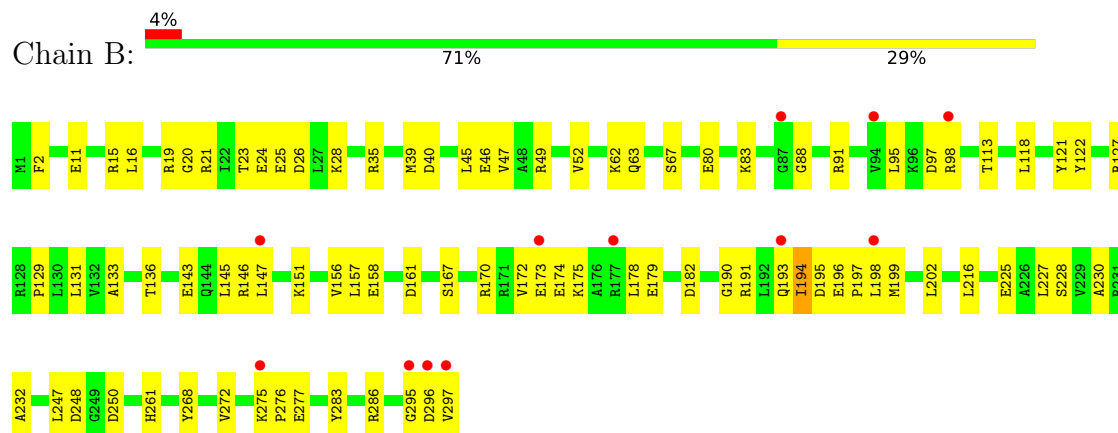 4%
Chain B:
71% 29%
M1 F2 E11 R15 L16 R19 G20 R21 I22 T23 E24 E25 D26 L27 K28 R35 M39 D40 L45 E46 V47 A48 R49 V52 K62 Q63 S67 E80 K83 G87 G88 R91 V94 L95 K96 D97 R98 T113 L118 Y121 Y122 R127
R128 P129 L130 L131 V132 A133 T136 E143 Q144 L145 R146 L147 K151 V156 L157 E158 D161 S167 R170 R171 V172 E173 E174 K175 A176 R177 L178 E179 D182 G190 R191 L192 Q193 I194 D195 E196 P197 L198 M199 L202 L216 E225 A226 L227 S228 V229 A230
A232 L247 D248 G249 D250 H261 Y268 V272 K275 P276 E277 Y283 R286 G295 D296 V297